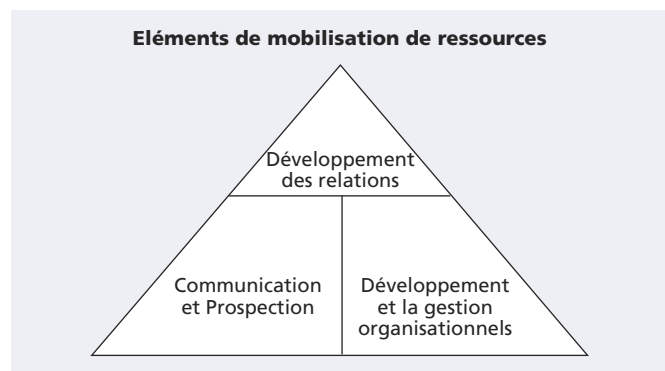 Eléments de mobilisation de ressources
Développement
des relations
Communication
et Prospection
Développement
et la gestion
organisationnels